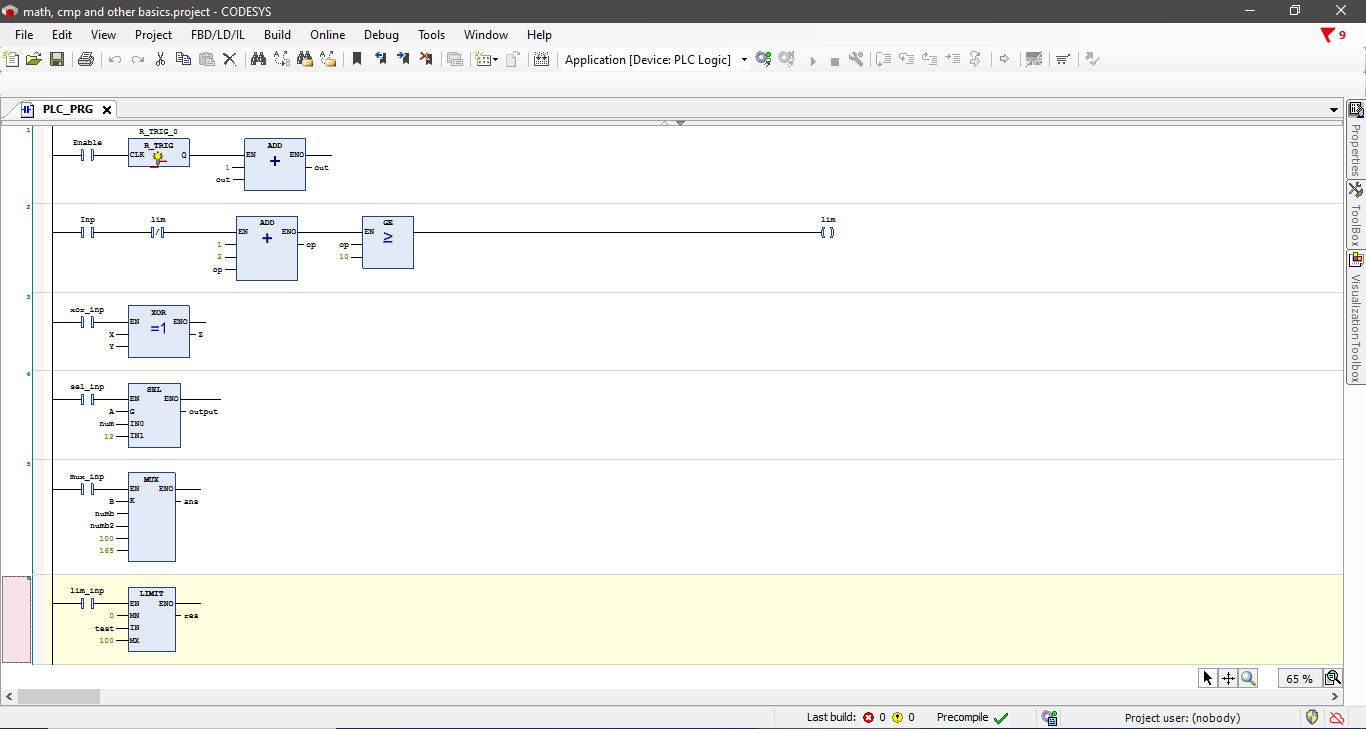 math, cmp and other basics.project - CODESYS
File Edit View Project FBD/LD/IL Build Online Debug Tools Window Help
9
Application [Device: PLC Logic]
PLC_PRG
Properties
ToolBox
Visualization Toolbox
1
R_TRIG_0
Enable R_TRIG ADD
CLK Q EN ENO
+
1 out
out
2
Inp lim ADD GE lim
EN ENO EN
+ ≥
1 op op
2 10
op
3
xor_inp XOR
EN ENO
=1
X Z
Y
4
sel_inp SEL
EN ENO
A G output
num IN0
12 IN1
5
Mux_inp MUX
EN ENO
B K ans
numb
numb2
100
165
6
lim_inp LIMIT
EN ENO
0 MN res
test IN
100 MX
65 %
Last build: 0 0 Precompile Project user: (nobody)